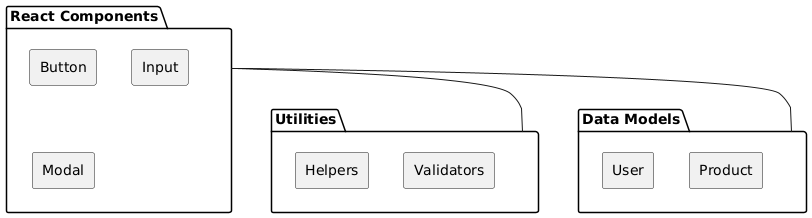 React Components
Button
Input
Modal
Utilities
Helpers
Validators
Data Models
User
Product